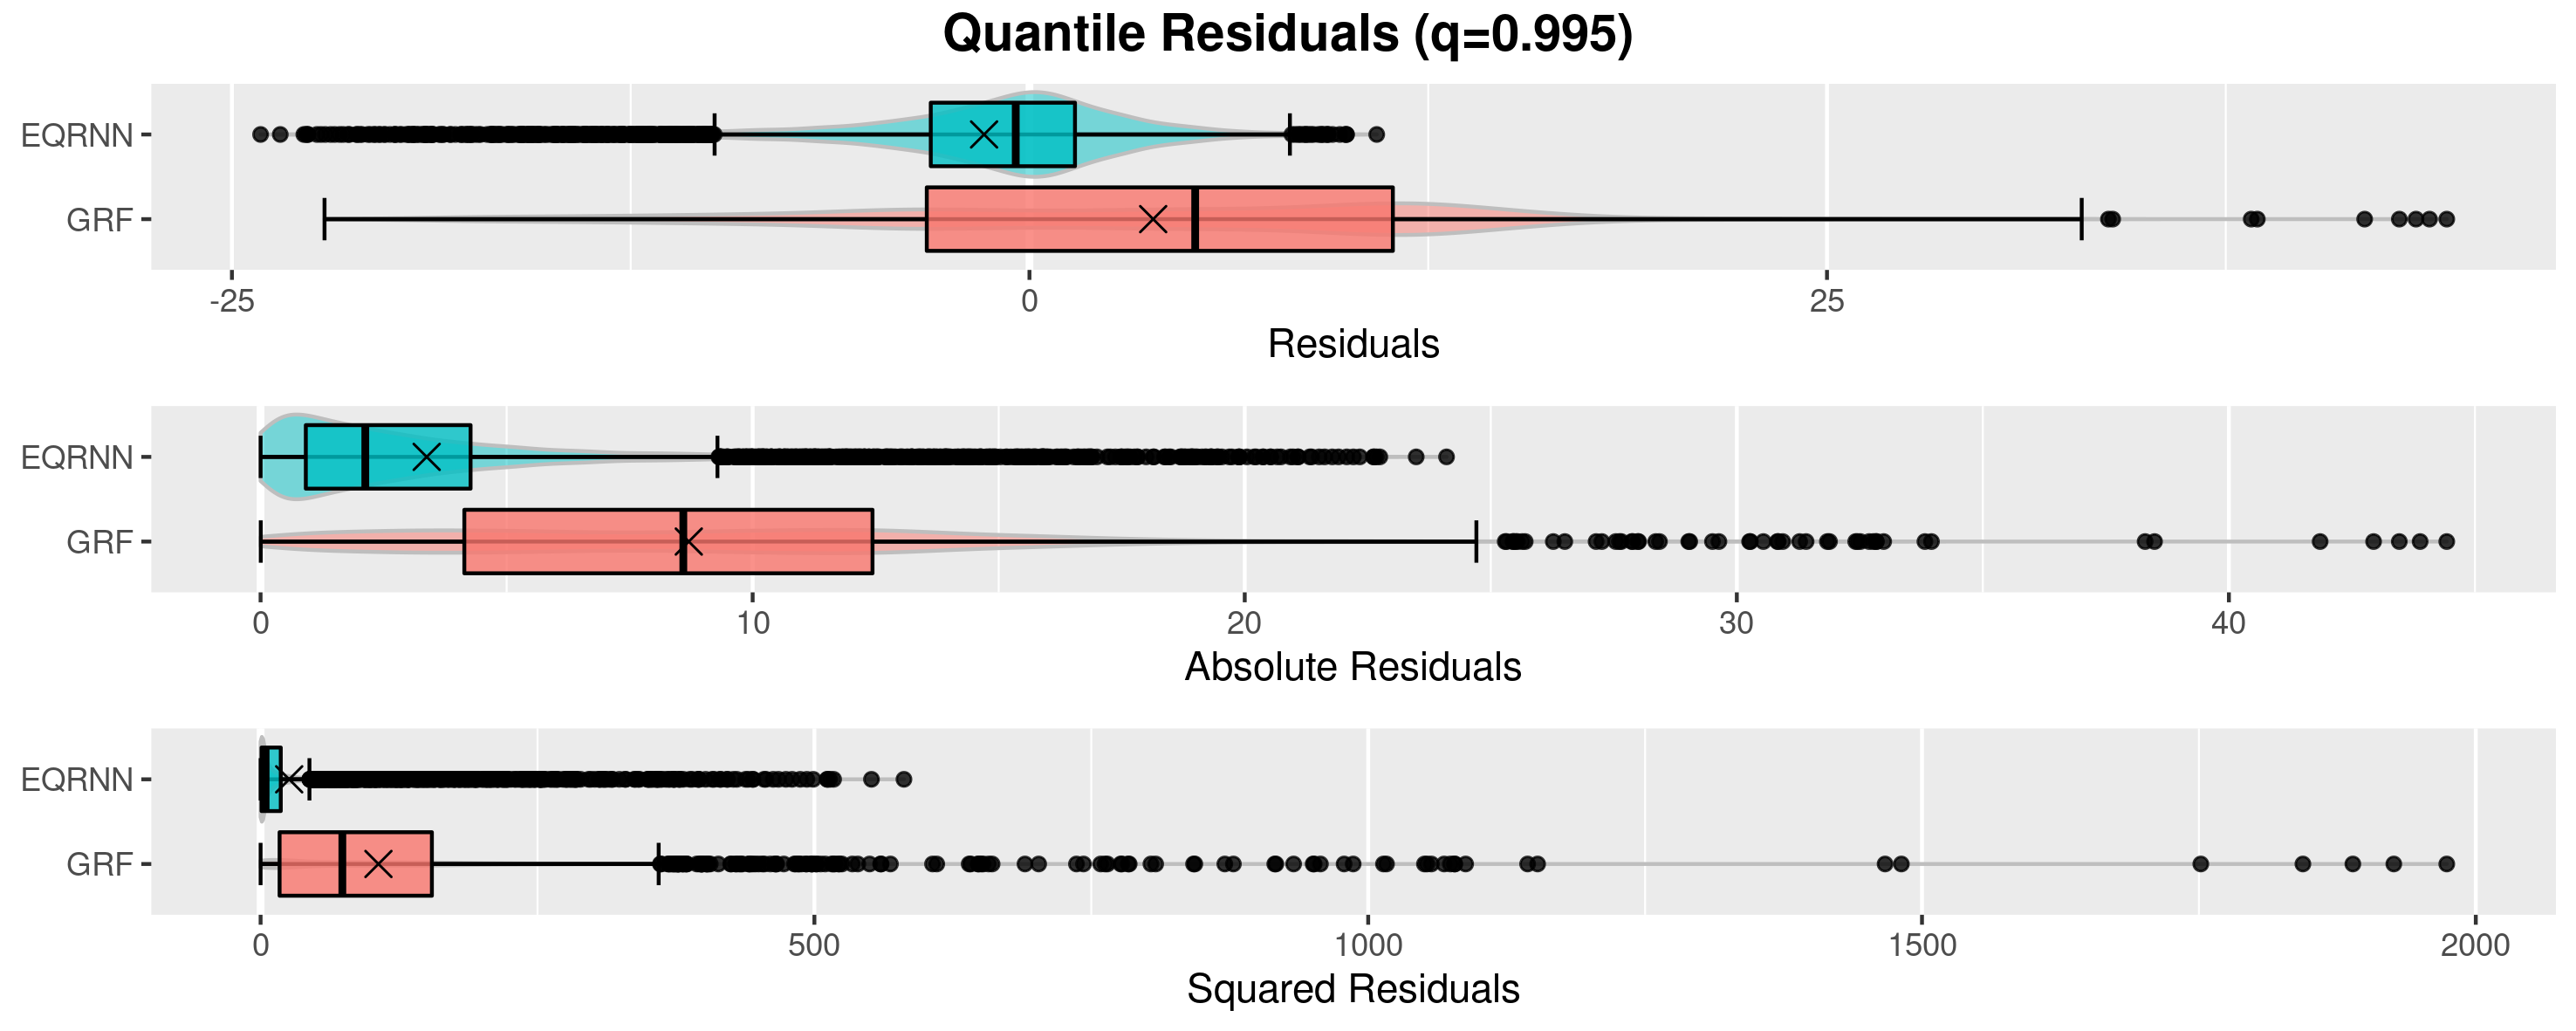 Quantile Residuals (q=0.995)
EQRNN
GRF
-25 0 25
Residuals
EQRNN
GRF
0 10 20 30 40
Absolute Residuals
EQRNN
GRF
0 500 1000 1500 2000
Squared Residuals